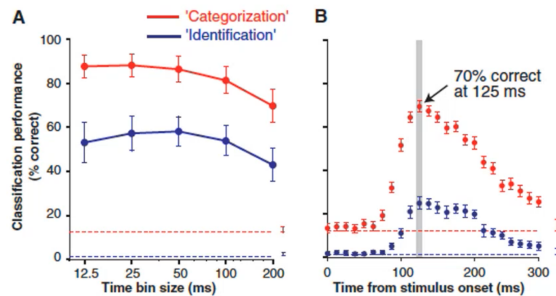 A
'Categorization'
'Identification'
B
Classification performance
(% correct)
100
80
60
40
20
0
12.5 25 50 100 200
Time bin size (ms)
70% correct
at 125 ms
0 100 200 300
Time from stimulus onset (ms)